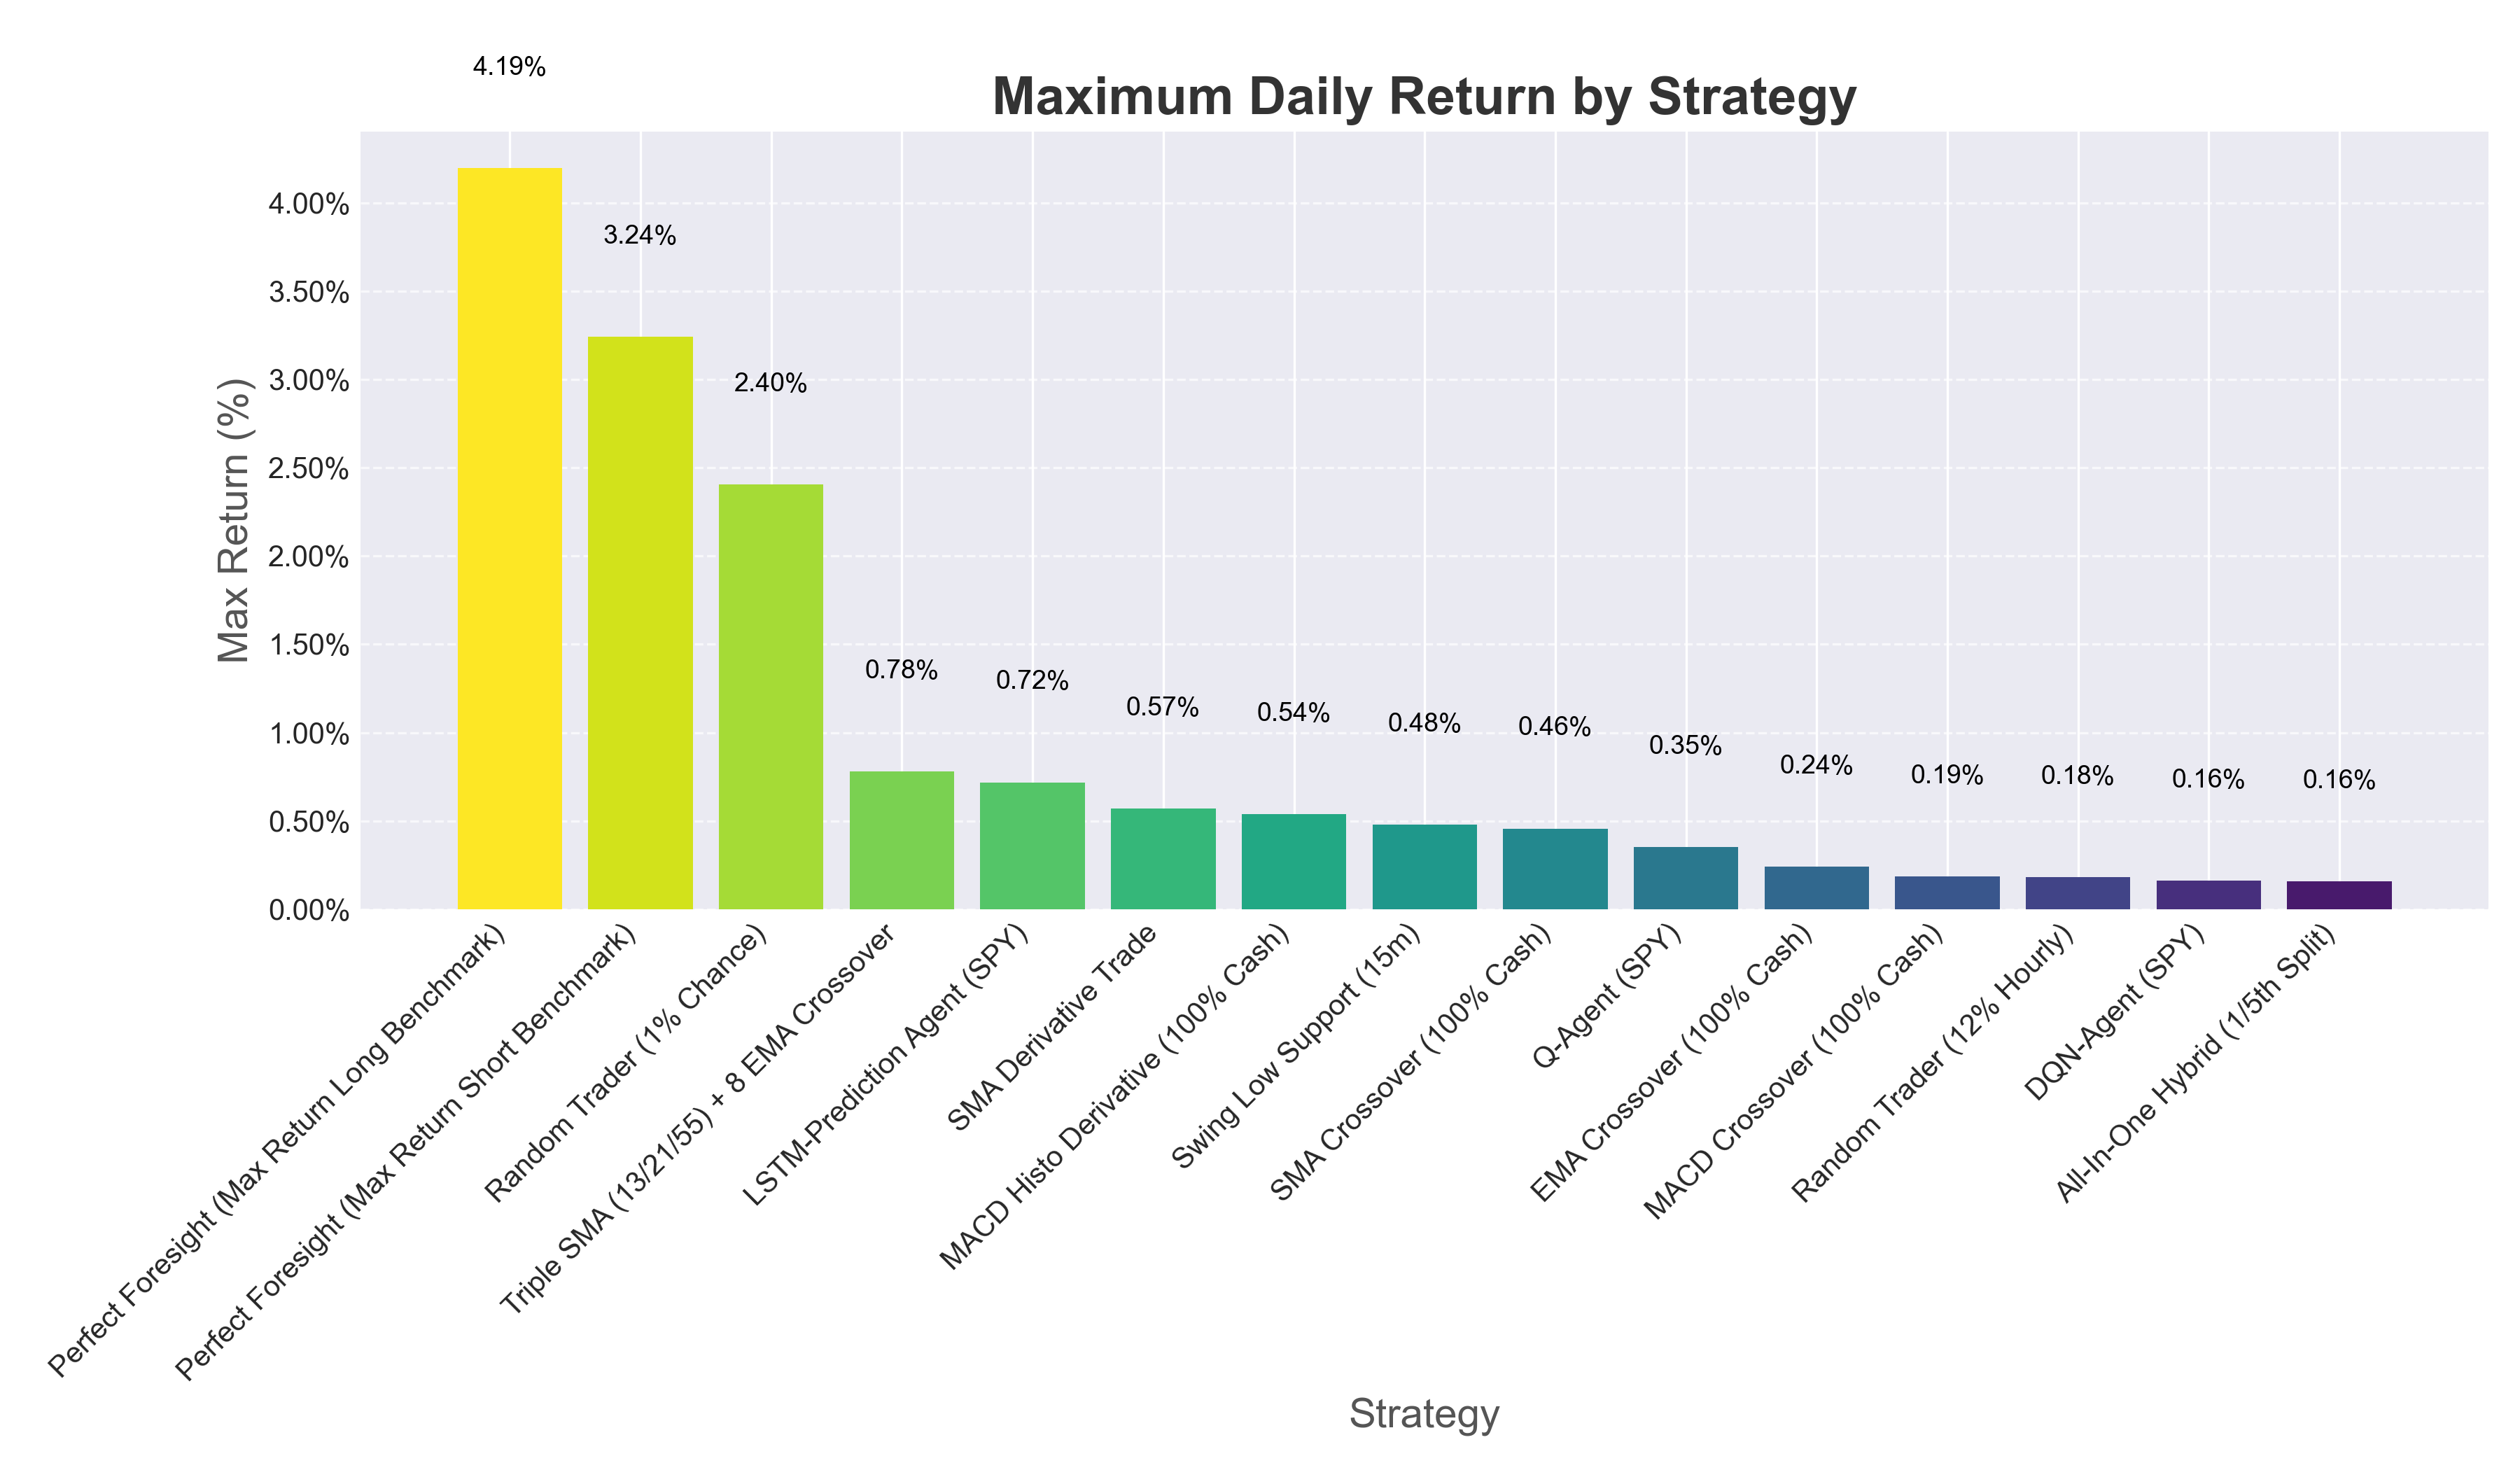 4.19%
Maximum Daily Return by Strategy
Max Return (%)
4.00%
3.50%
3.00%
2.50%
2.00%
1.50%
1.00%
0.50%
0.00%
3.24%
2.40%
0.78%
0.72%
0.57%
0.54%
0.48%
0.46%
0.35%
0.24%
0.19%
0.18%
0.16%
0.16%
Perfect Foresight (Max Return Long Benchmark)
Perfect Foresight (Max Return Short Benchmark)
Random Trader (1% Chance)
Triple SMA (13/21/55) + 8 EMA Crossover
LSTM-Prediction Agent (SPY)
SMA Derivative Trade
MACD Histo Derivative (100% Cash)
Swing Low Support (15m)
SMA Crossover (100% Cash)
Q-Agent (SPY)
EMA Crossover (100% Cash)
MACD Crossover (100% Cash)
Random Trader (12% Hourly)
DQN-Agent (SPY)
All-In-One Hybrid (1/5th Split)
Strategy